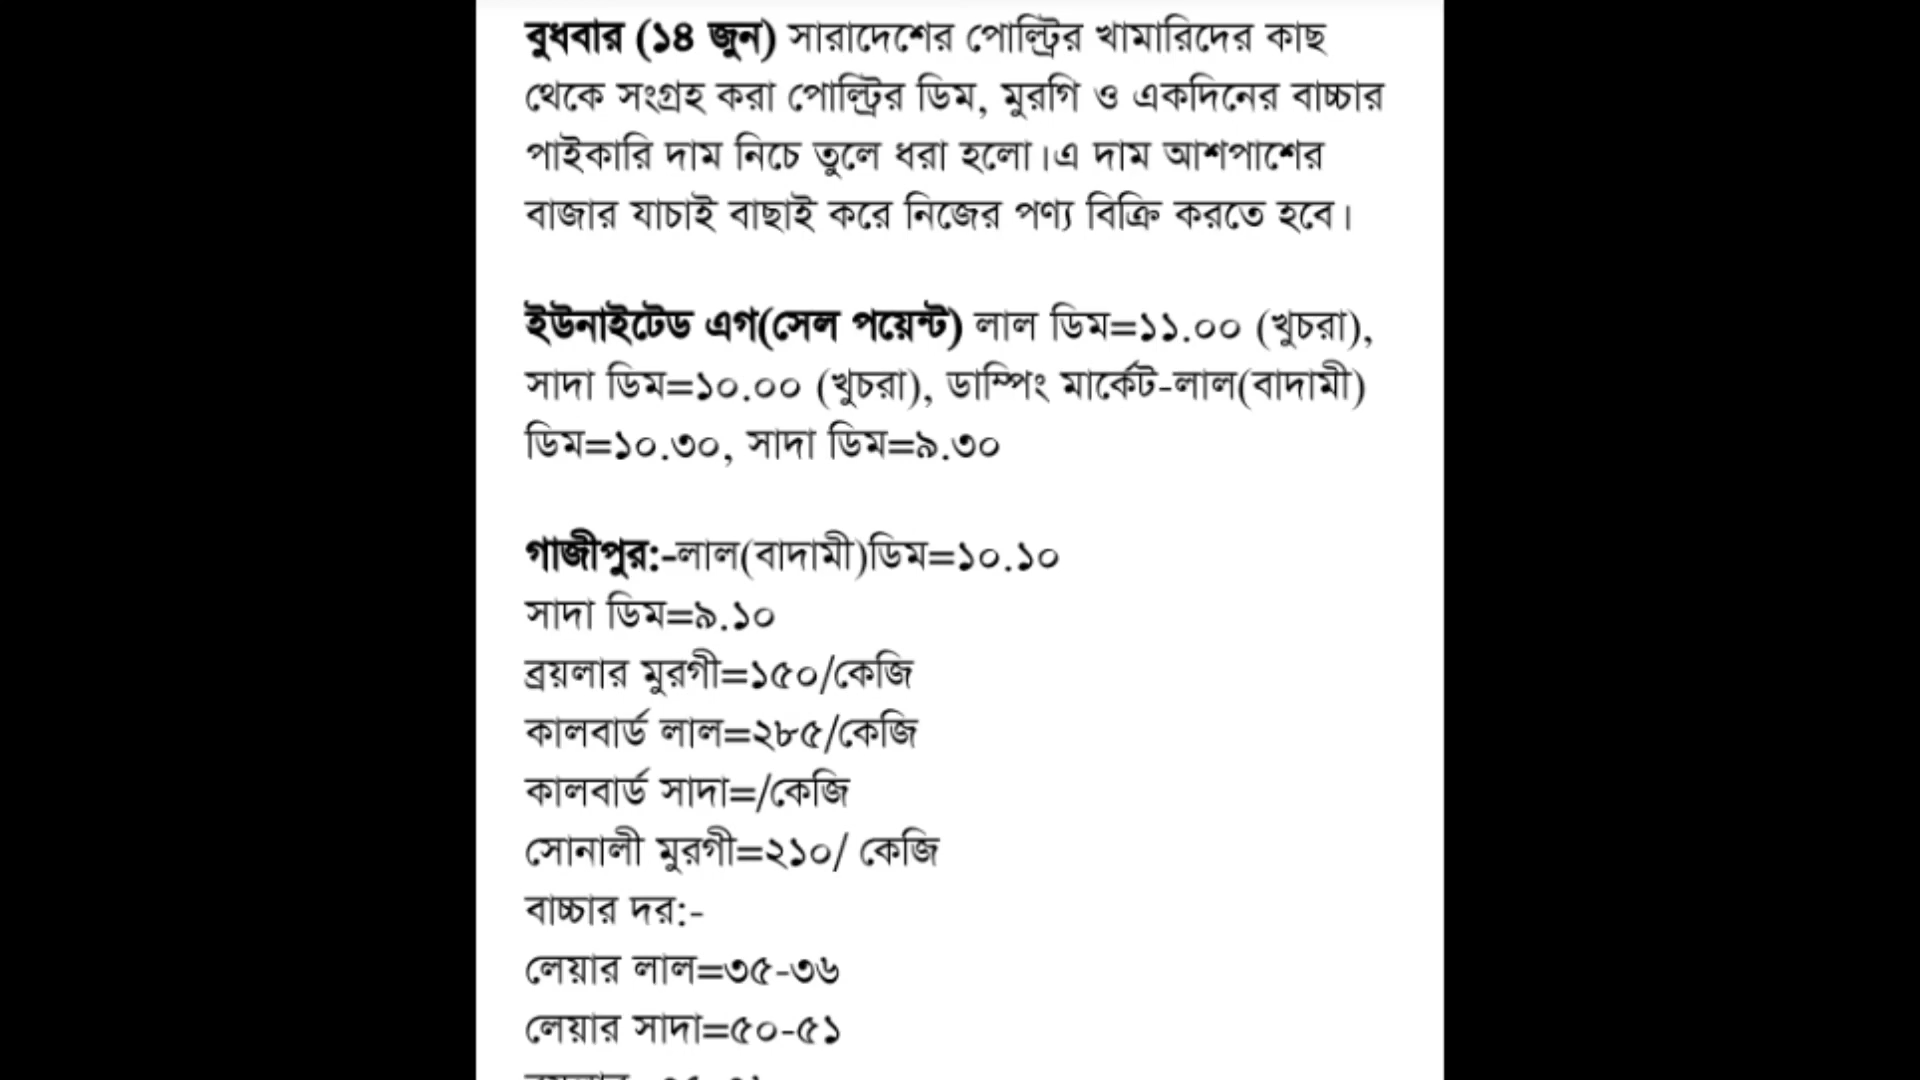 বুধবার (১৪ জুন) সারাদেশের পোল্ট্রির খামারিদের কাছ
থেকে সংগ্রহ করা পোল্ট্রির ডিম, মুরগি ও একদিনের বাচ্চার
পাইকারি দাম নিচে তুলে ধরা হলো।এ দাম আশপাশের
বাজার যাচাই বাছাই করে নিজের পণ্য বিক্রি করতে হবে।
ইউনাইটেড এগ(সেল পয়েন্ট) লাল ডিম=১১.০০ (খুচরা),
সাদা ডিম=১০.০০ (খুচরা), ডাম্পিং মার্কেট-লাল(বাদামী)
ডিম=১০.৩০, সাদা ডিম=৯.৩০
গাজীপুর:-লাল(বাদামী)ডিম=১০.১০
সাদা ডিম=৯.১০
ব্রয়লার মুরগী=১৫০/কেজি
কালবার্ড লাল=২৮৫/কেজি
কালবার্ড সাদা=/কেজি
সোনালী মুরগী=২১০/ কেজি
বাচ্চার দর:-
লেয়ার লাল=৩৫-৩৬
লেয়ার সাদা=৫০-৫১